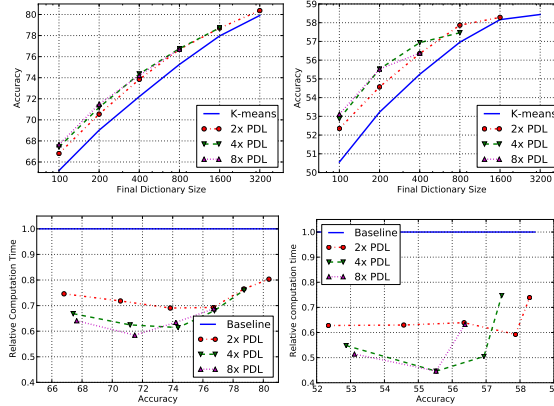 80
78
76
74
72
70
68
66
Accuracy
100 200 400 800 1600 3200
Final Dictionary Size
K-means
2x PDL
4x PDL
8x PDL
59
58
57
56
55
54
53
52
51
50
Accuracy
100 200 400 800 1600 3200
Final Dictionary Size
K-means
2x PDL
4x PDL
8x PDL
1.0
0.9
0.8
0.7
0.6
0.5
0.4
Relative Computation Time
66 68 70 72 74 76 78 80
Accuracy
Baseline
2x PDL
4x PDL
8x PDL
1.0
0.9
0.8
0.7
0.6
0.5
0.4
Relative computation time
52 53 54 55 56 57 58
Accuracy
Baseline
2x PDL
4x PDL
8x PDL